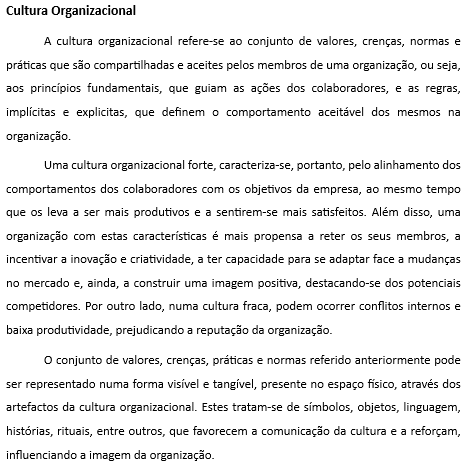 Cultura Organizacional
A cultura organizacional refere-se ao conjunto de valores, crenças, normas e
práticas que são compartilhadas e aceites pelos membros de uma organização, ou seja,
aos princípios fundamentais, que guiam as ações dos colaboradores, e as regras,
implícitas e explicitas, que definem o comportamento aceitável dos mesmos na
organização.
Uma cultura organizacional forte, caracteriza-se, portanto, pelo alinhamento dos
comportamentos dos colaboradores com os objetivos da empresa, ao mesmo tempo
que os leva a ser mais produtivos e a sentirem-se mais satisfeitos. Além disso, uma
organização com estas características é mais propensa a reter os seus membros, a
incentivar a inovação e criatividade, a ter capacidade para se adaptar face a mudanças
no mercado e, ainda, a construir uma imagem positiva, destacando-se dos potenciais
competidores. Por outro lado, numa cultura fraca, podem ocorrer conflitos internos e
baixa produtividade, prejudicando a reputação da organização.
O conjunto de valores, crenças, práticas e normas referido anteriormente pode
ser representado numa forma visível e tangível, presente no espaço físico, através dos
artefactos da cultura organizacional. Estes tratam-se de símbolos, objetos, linguagem,
histórias, rituais, entre outros, que favorecem a comunicação da cultura e a reforçam,
influenciando a imagem da organização.